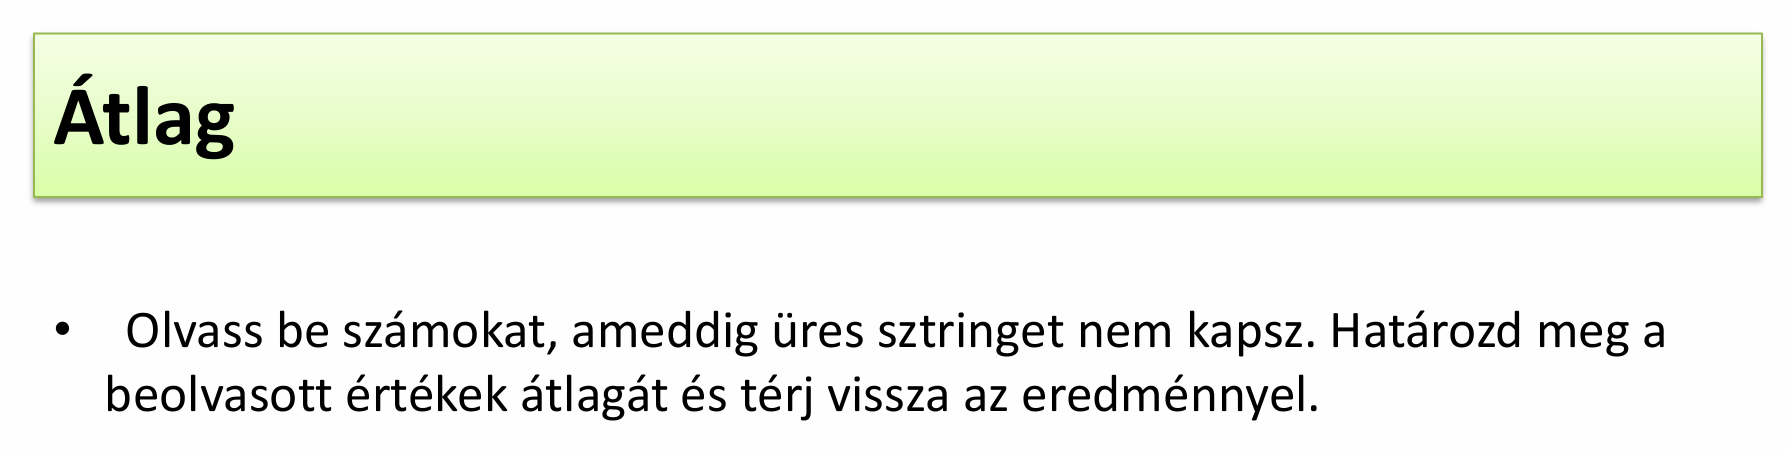 Átlag
• Olvass be számokat, ameddig üres sztringet nem kapsz. Határozd meg a
beolvasott értékek átlagát és térj vissza az eredménnyel.